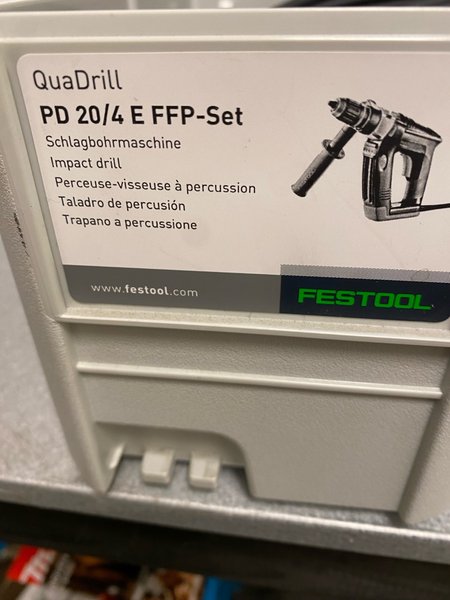 QuaDrill
PD 20/4 E FFP-Set
Schlagbohrmaschine
Impact drill
Perceuse-visseuse à percussion
Taladro de percusión
Trapano a percussione
www.festool.com
FESTOOL